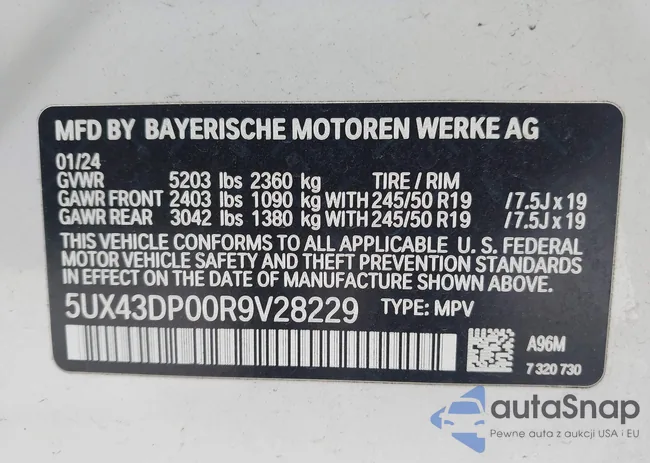 MFD BY BAYERISCHE MOTOREN WERKE AG
01/24
GVWR 5203 lbs 2360 kg TIRE / RIM
GAWR FRONT 2403 lbs 1090 kg WITH 245/50 R19 /7.5J x 19
GAWR REAR 3042 lbs 1380 kg WITH 245/50 R19 /7.5J x 19
THIS VEHICLE CONFORMS TO ALL APPLICABLE U. S. FEDERAL
MOTOR VEHICLE SAFETY AND THEFT PREVENTION STANDARDS
IN EFFECT ON THE DATE OF MANUFACTURE SHOWN ABOVE.
5UX43DP00R9V28229 TYPE: MPV
A96M
7 320 730
autaSnap
Pewne auta z aukcji USA i EU